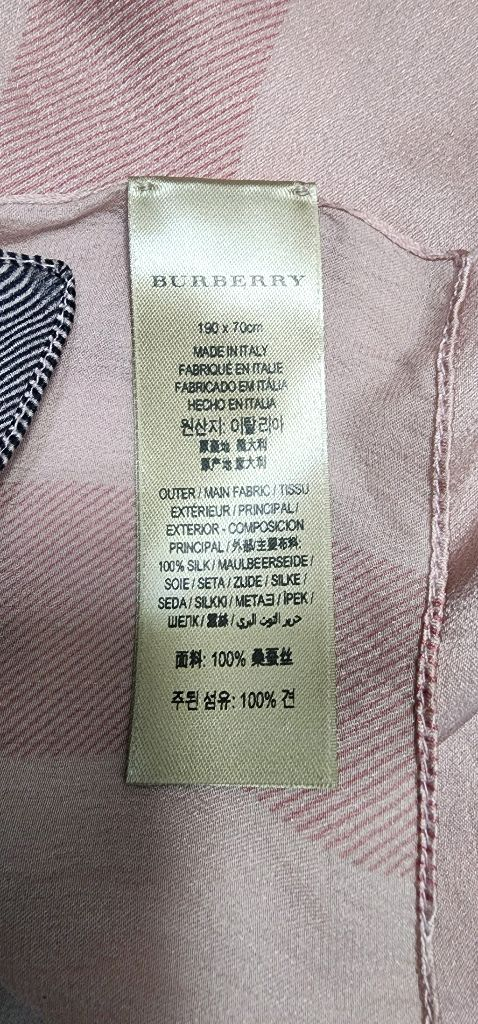 BURBERRY
190 x 70cm
MADE IN ITALY
FABRIQUÉ EN ITALIE
FABRICADO EM ITÁLIA
HECHO EN ITALIA
원산지: 이탈리아
原產地 義大利
原产地 意大利
OUTER / MAIN FABRIC / TISSU
EXTÉRIEUR / PRINCIPAL /
EXTERIOR - COMPOSICION
PRINCIPAL / 外部/主要布料:
100% SILK / MAULBEERSEIDE /
SOIE / SETA / ZIJDE / SILKE /
SEDA / SILKKI / ΜΕΤΑΞΙ / İPEK /
ШЕЛК / 蠶絲 / حرير التوت البري
面料: 100% 桑蚕丝
주된 섬유: 100% 견